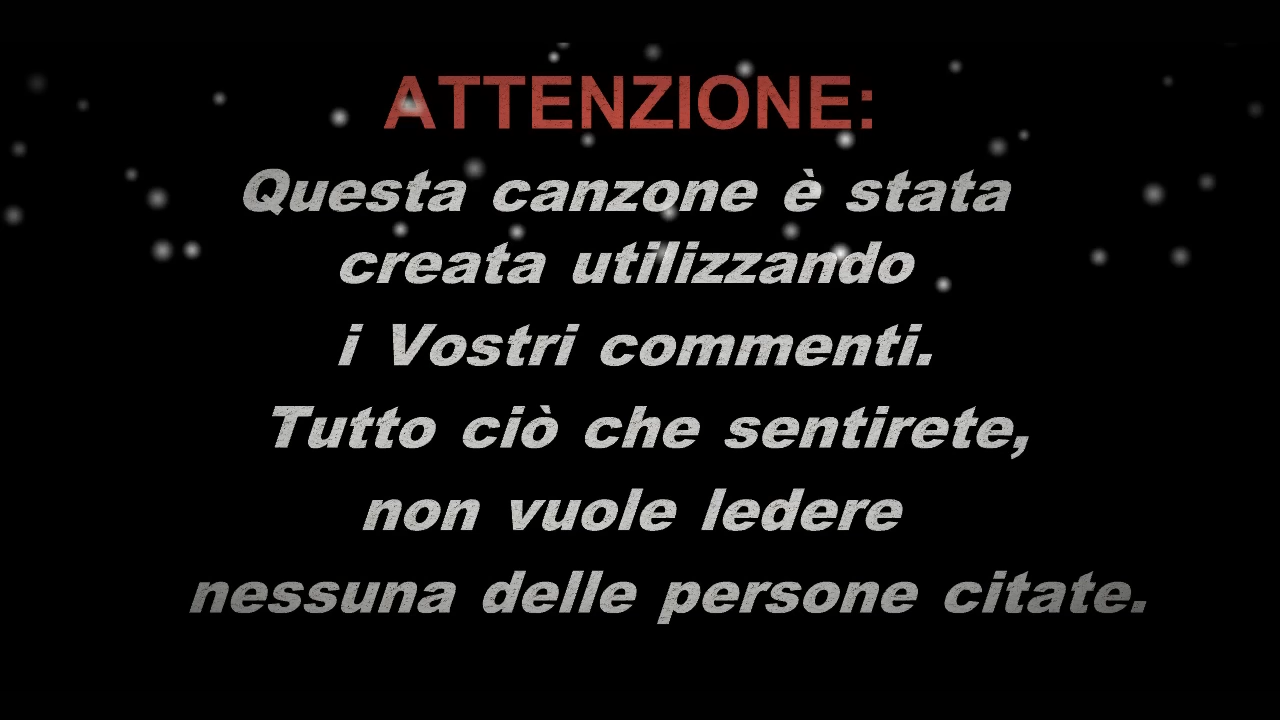 ATTENZIONE:
Questa canzone è stata
creata utilizzando
i Vostri commenti.
Tutto ciò che sentirete,
non vuole ledere
nessuna delle persone citate.